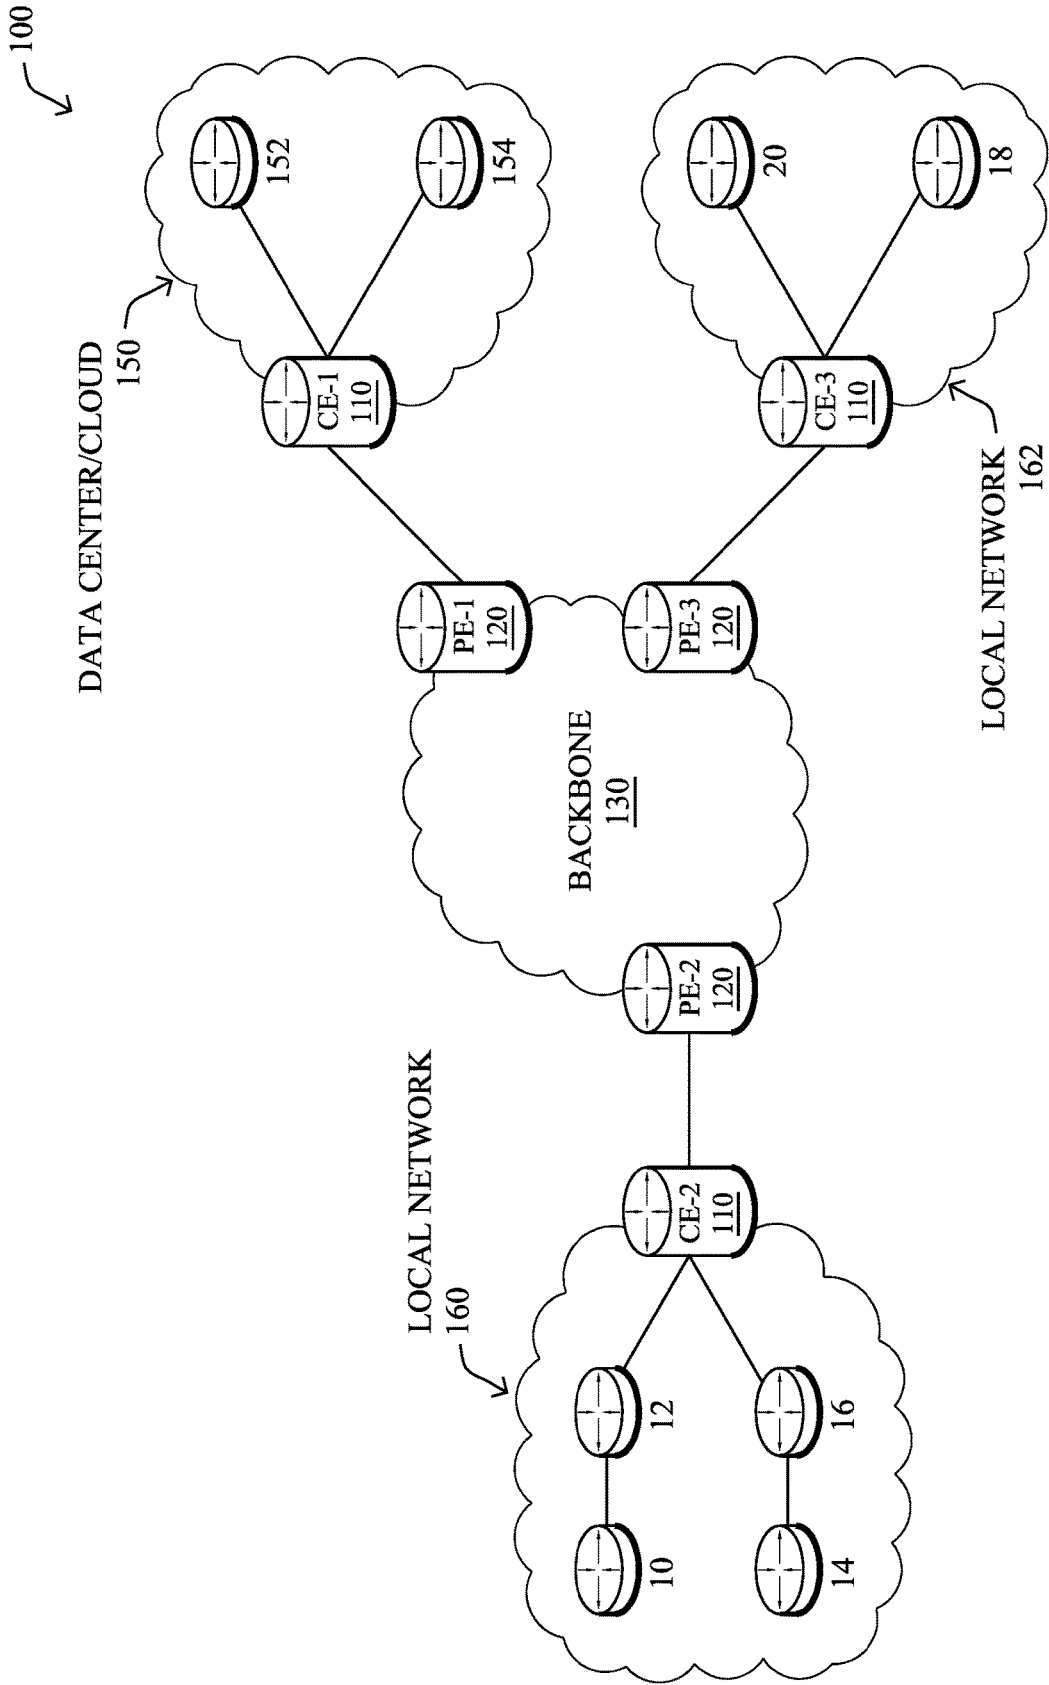 100
DATA CENTER/CLOUD
150
152
154
CE-1
110
PE-1
120
BACKBONE
130
PE-3
120
PE-2
120
CE-3
110
20
18
LOCAL NETWORK
162
LOCAL NETWORK
160
CE-2
110
12
10
16
14